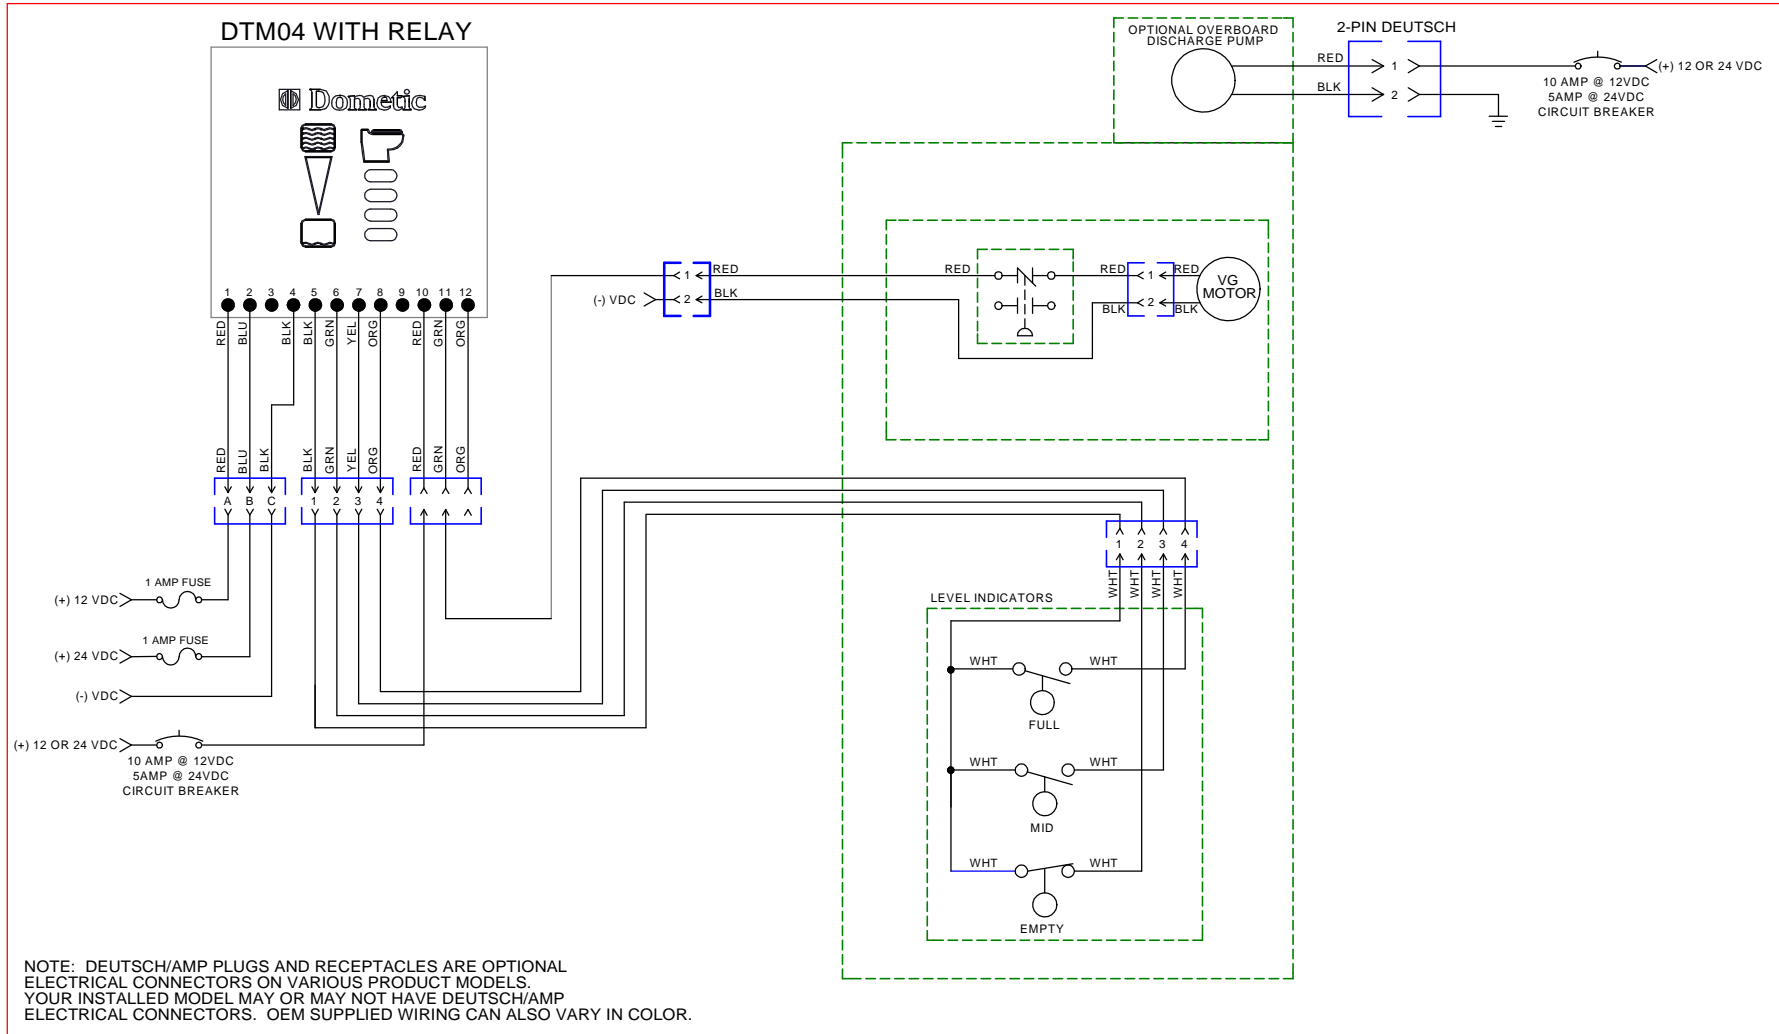 DTM04 WITH RELAY
Dometic
1 2 3 4 5 6 7 8 9 10 11 12
RED BLU BLK BLK GRN YEL ORG RED GRN ORG
RED BLU BLK BLK GRN YEL ORG RED GRN ORG
A B C 1 2 3 4
1 AMP FUSE
(+) 12 VDC
1 AMP FUSE
(+) 24 VDC
(-) VDC
(+) 12 OR 24 VDC
10 AMP @ 12VDC
5AMP @ 24VDC
CIRCUIT BREAKER
OPTIONAL OVERBOARD
DISCHARGE PUMP
2-PIN DEUTSCH
RED 1
BLK 2
(+) 12 OR 24 VDC
10 AMP @ 12VDC
5AMP @ 24VDC
CIRCUIT BREAKER
1 RED RED RED 1 RED
(-) VDC 2 BLK BLK 2 BLK
VG
MOTOR
1 2 3 4
WHT WHT WHT WHT
LEVEL INDICATORS
WHT WHT
FULL
WHT WHT
MID
WHT WHT
EMPTY
NOTE: DEUTSCH/AMP PLUGS AND RECEPTACLES ARE OPTIONAL
ELECTRICAL CONNECTORS ON VARIOUS PRODUCT MODELS.
YOUR INSTALLED MODEL MAY OR MAY NOT HAVE DEUTSCH/AMP
ELECTRICAL CONNECTORS. OEM SUPPLIED WIRING CAN ALSO VARY IN COLOR.